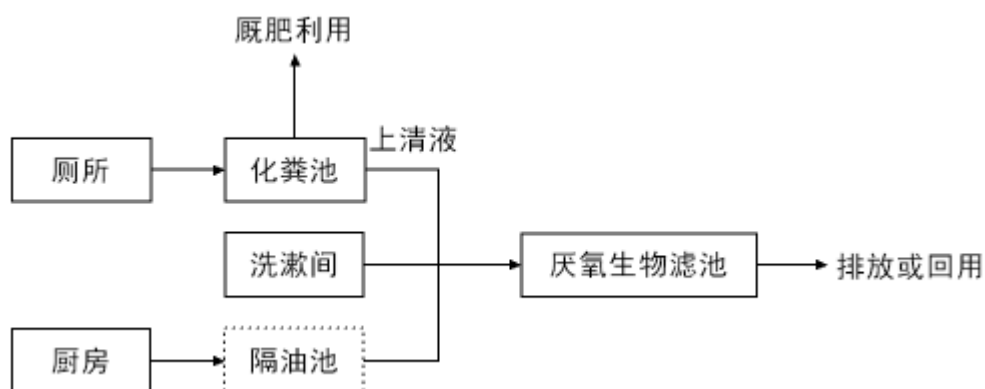 厩肥利用
上清液
厕所
化粪池
洗漱间
厌氧生物滤池
排放或回用
厨房
隔油池